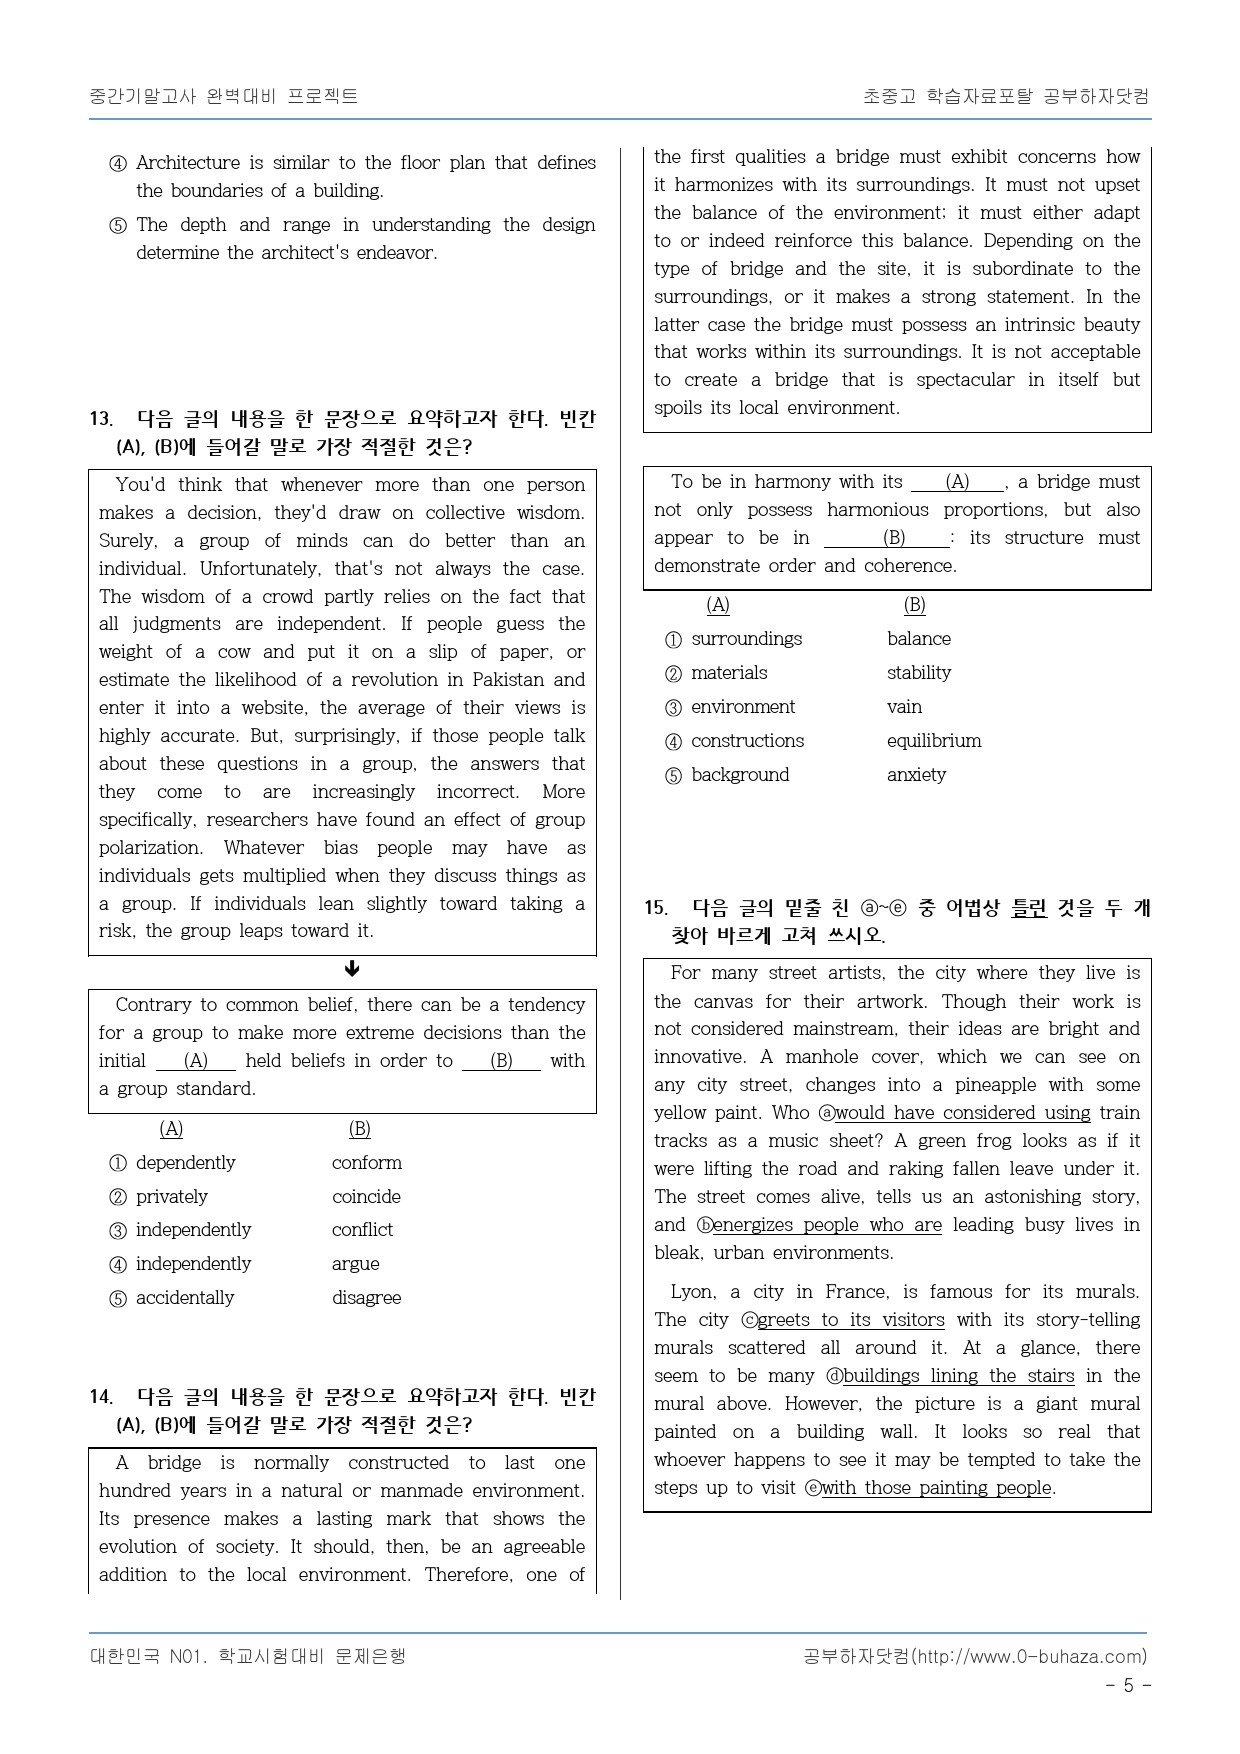 중간기말고사 완벽대비 프로젝트
초중고 학습자료포탈 공부하자닷컴
④ Architecture is similar to the floor plan that defines
the boundaries of a building.
⑤ The depth and range in understanding the design
determine the architect's endeavor.
13. 다음 글의 내용을 한 문장으로 요약하고자 한다. 빈칸
(A), (B)에 들어갈 말로 가장 적절한 것은?
You'd think that whenever more than one person
makes a decision, they'd draw on collective wisdom.
Surely, a group of minds can do better than an
individual. Unfortunately, that's not always the case.
The wisdom of a crowd partly relies on the fact that
all judgments are independent. If people guess the
weight of a cow and put it on a slip of paper, or
estimate the likelihood of a revolution in Pakistan and
enter it into a website, the average of their views is
highly accurate. But, surprisingly, if those people talk
about these questions in a group, the answers that
they come to are increasingly incorrect. More
specifically, researchers have found an effect of group
polarization. Whatever bias people may have as
individuals gets multiplied when they discuss things as
a group. If individuals lean slightly toward taking a
risk, the group leaps toward it.
🡻
Contrary to common belief, there can be a tendency
for a group to make more extreme decisions than the
initial (A) held beliefs in order to (B) with
a group standard.
(A) (B)
① dependently conform
② privately coincide
③ independently conflict
④ independently argue
⑤ accidentally disagree
14. 다음 글의 내용을 한 문장으로 요약하고자 한다. 빈칸
(A), (B)에 들어갈 말로 가장 적절한 것은?
A bridge is normally constructed to last one
hundred years in a natural or manmade environment.
Its presence makes a lasting mark that shows the
evolution of society. It should, then, be an agreeable
addition to the local environment. Therefore, one of
the first qualities a bridge must exhibit concerns how
it harmonizes with its surroundings. It must not upset
the balance of the environment; it must either adapt
to or indeed reinforce this balance. Depending on the
type of bridge and the site, it is subordinate to the
surroundings, or it makes a strong statement. In the
latter case the bridge must possess an intrinsic beauty
that works within its surroundings. It is not acceptable
to create a bridge that is spectacular in itself but
spoils its local environment.
To be in harmony with its (A) , a bridge must
not only possess harmonious proportions, but also
appear to be in (B) : its structure must
demonstrate order and coherence.
(A) (B)
① surroundings balance
② materials stability
③ environment vain
④ constructions equilibrium
⑤ background anxiety
15. 다음 글의 밑줄 친 ⓐ~ⓔ 중 어법상 틀린 것을 두 개
찾아 바르게 고쳐 쓰시오.
For many street artists, the city where they live is
the canvas for their artwork. Though their work is
not considered mainstream, their ideas are bright and
innovative. A manhole cover, which we can see on
any city street, changes into a pineapple with some
yellow paint. Who ⓐwould have considered using train
tracks as a music sheet? A green frog looks as if it
were lifting the road and raking fallen leave under it.
The street comes alive, tells us an astonishing story,
and ⓑenergizes people who are leading busy lives in
bleak, urban environments.
Lyon, a city in France, is famous for its murals.
The city ⓒgreets to its visitors with its story-telling
murals scattered all around it. At a glance, there
seem to be many ⓓbuildings lining the stairs in the
mural above. However, the picture is a giant mural
painted on a building wall. It looks so real that
whoever happens to see it may be tempted to take the
steps up to visit ⓔwith those painting people.
대한민국 N01. 학교시험대비 문제은행
공부하자닷컴(http://www.0-buhaza.com)
- 5 -